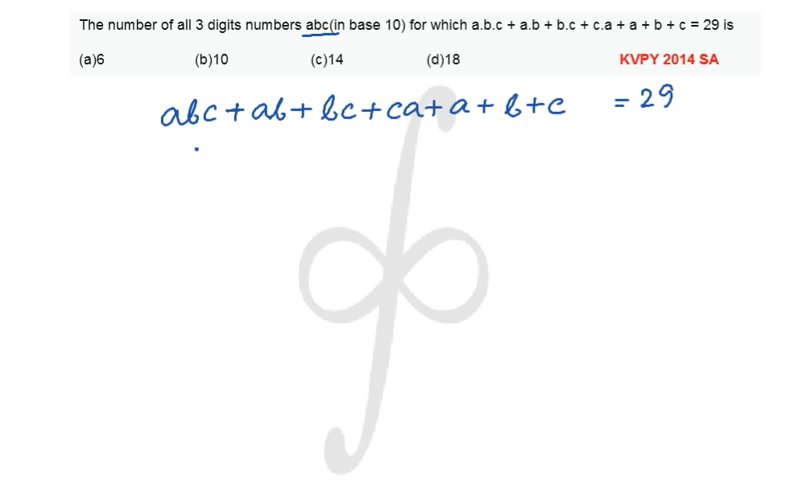 The number of all 3 digits numbers abc(in base 10) for which a.b.c + a.b + b.c + c.a + a + b + c = 29 is
(a)6 (b)10 (c)14 (d)18 KVPY 2014 SA
abc + ab + bc + ca + a + b + c = 29